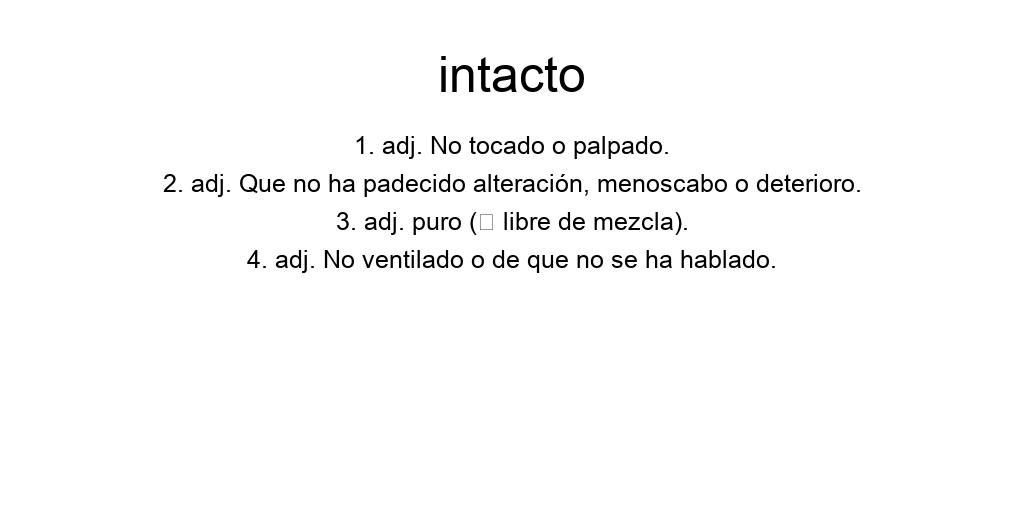 intacto
1. adj. No tocado o palpado.
2. adj. Que no ha padecido alteración, menoscabo o deterioro.
3. adj. puro (□ libre de mezcla).
4. adj. No ventilado o de que no se ha hablado.